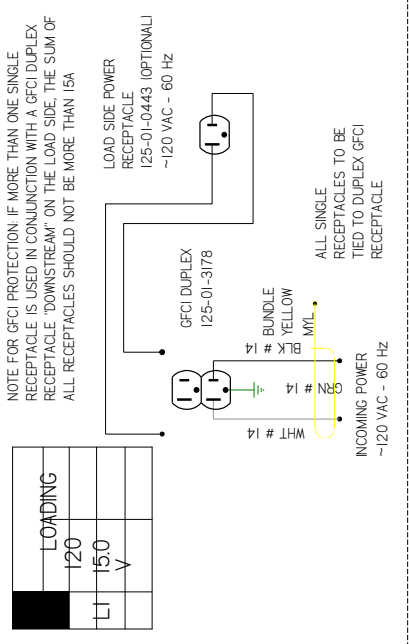 NOTE FOR GFCI PROTECTION: IF MORE THAN ONE SINGLE
RECEPTACLE IS USED IN CONJUNCTION WITH A GFCI DUPLEX
RECEPTACLE "DOWNSTREAM" ON THE LOAD SIDE, THE SUM OF
ALL RECEPTACLES SHOULD NOT BE MORE THAN 15A
LOADING
120
L1
15.0
V
LOAD SIDE POWER
RECEPTACLE
125-01-0443 (OPTIONAL)
~120 VAC - 60 Hz
GFCI DUPLEX
125-01-3178
WHT # 14
GRN # 14
BLK # 14
BUNDLE
YELLOW
MYL
INCOMING POWER
~120 VAC - 60 Hz
ALL SINGLE
RECEPTACLES TO BE
TIED TO DUPLEX GFCI
RECEPTACLE